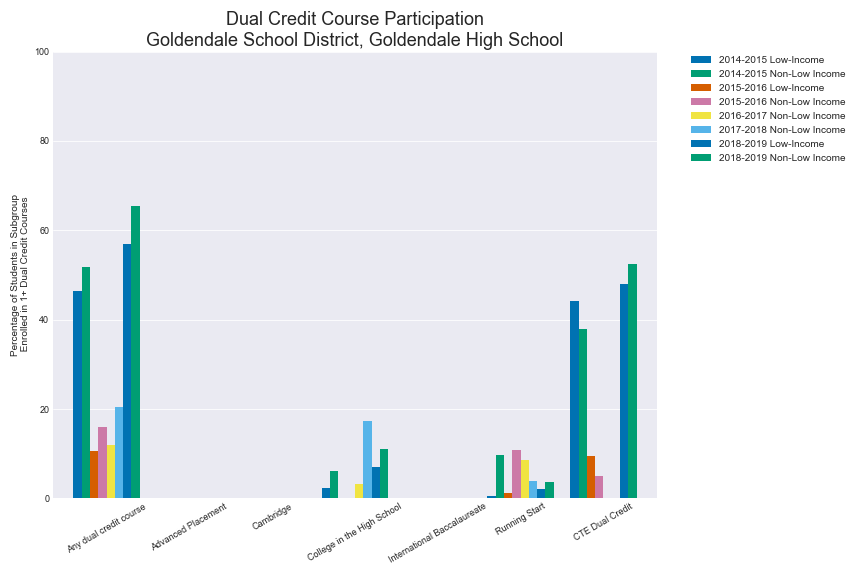 Dual Credit Course Participation
Goldendale School District, Goldendale High School
Percentage of Students in Subgroup
Enrolled in 1+ Dual Credit Courses
100
80
60
40
20
0
Any dual credit course
Advanced Placement
Cambridge
College in the High School
International Baccalaureate
Running Start
CTE Dual Credit
2014-2015 Low-Income
2014-2015 Non-Low Income
2015-2016 Low-Income
2015-2016 Non-Low Income
2016-2017 Non-Low Income
2017-2018 Non-Low Income
2018-2019 Low-Income
2018-2019 Non-Low Income